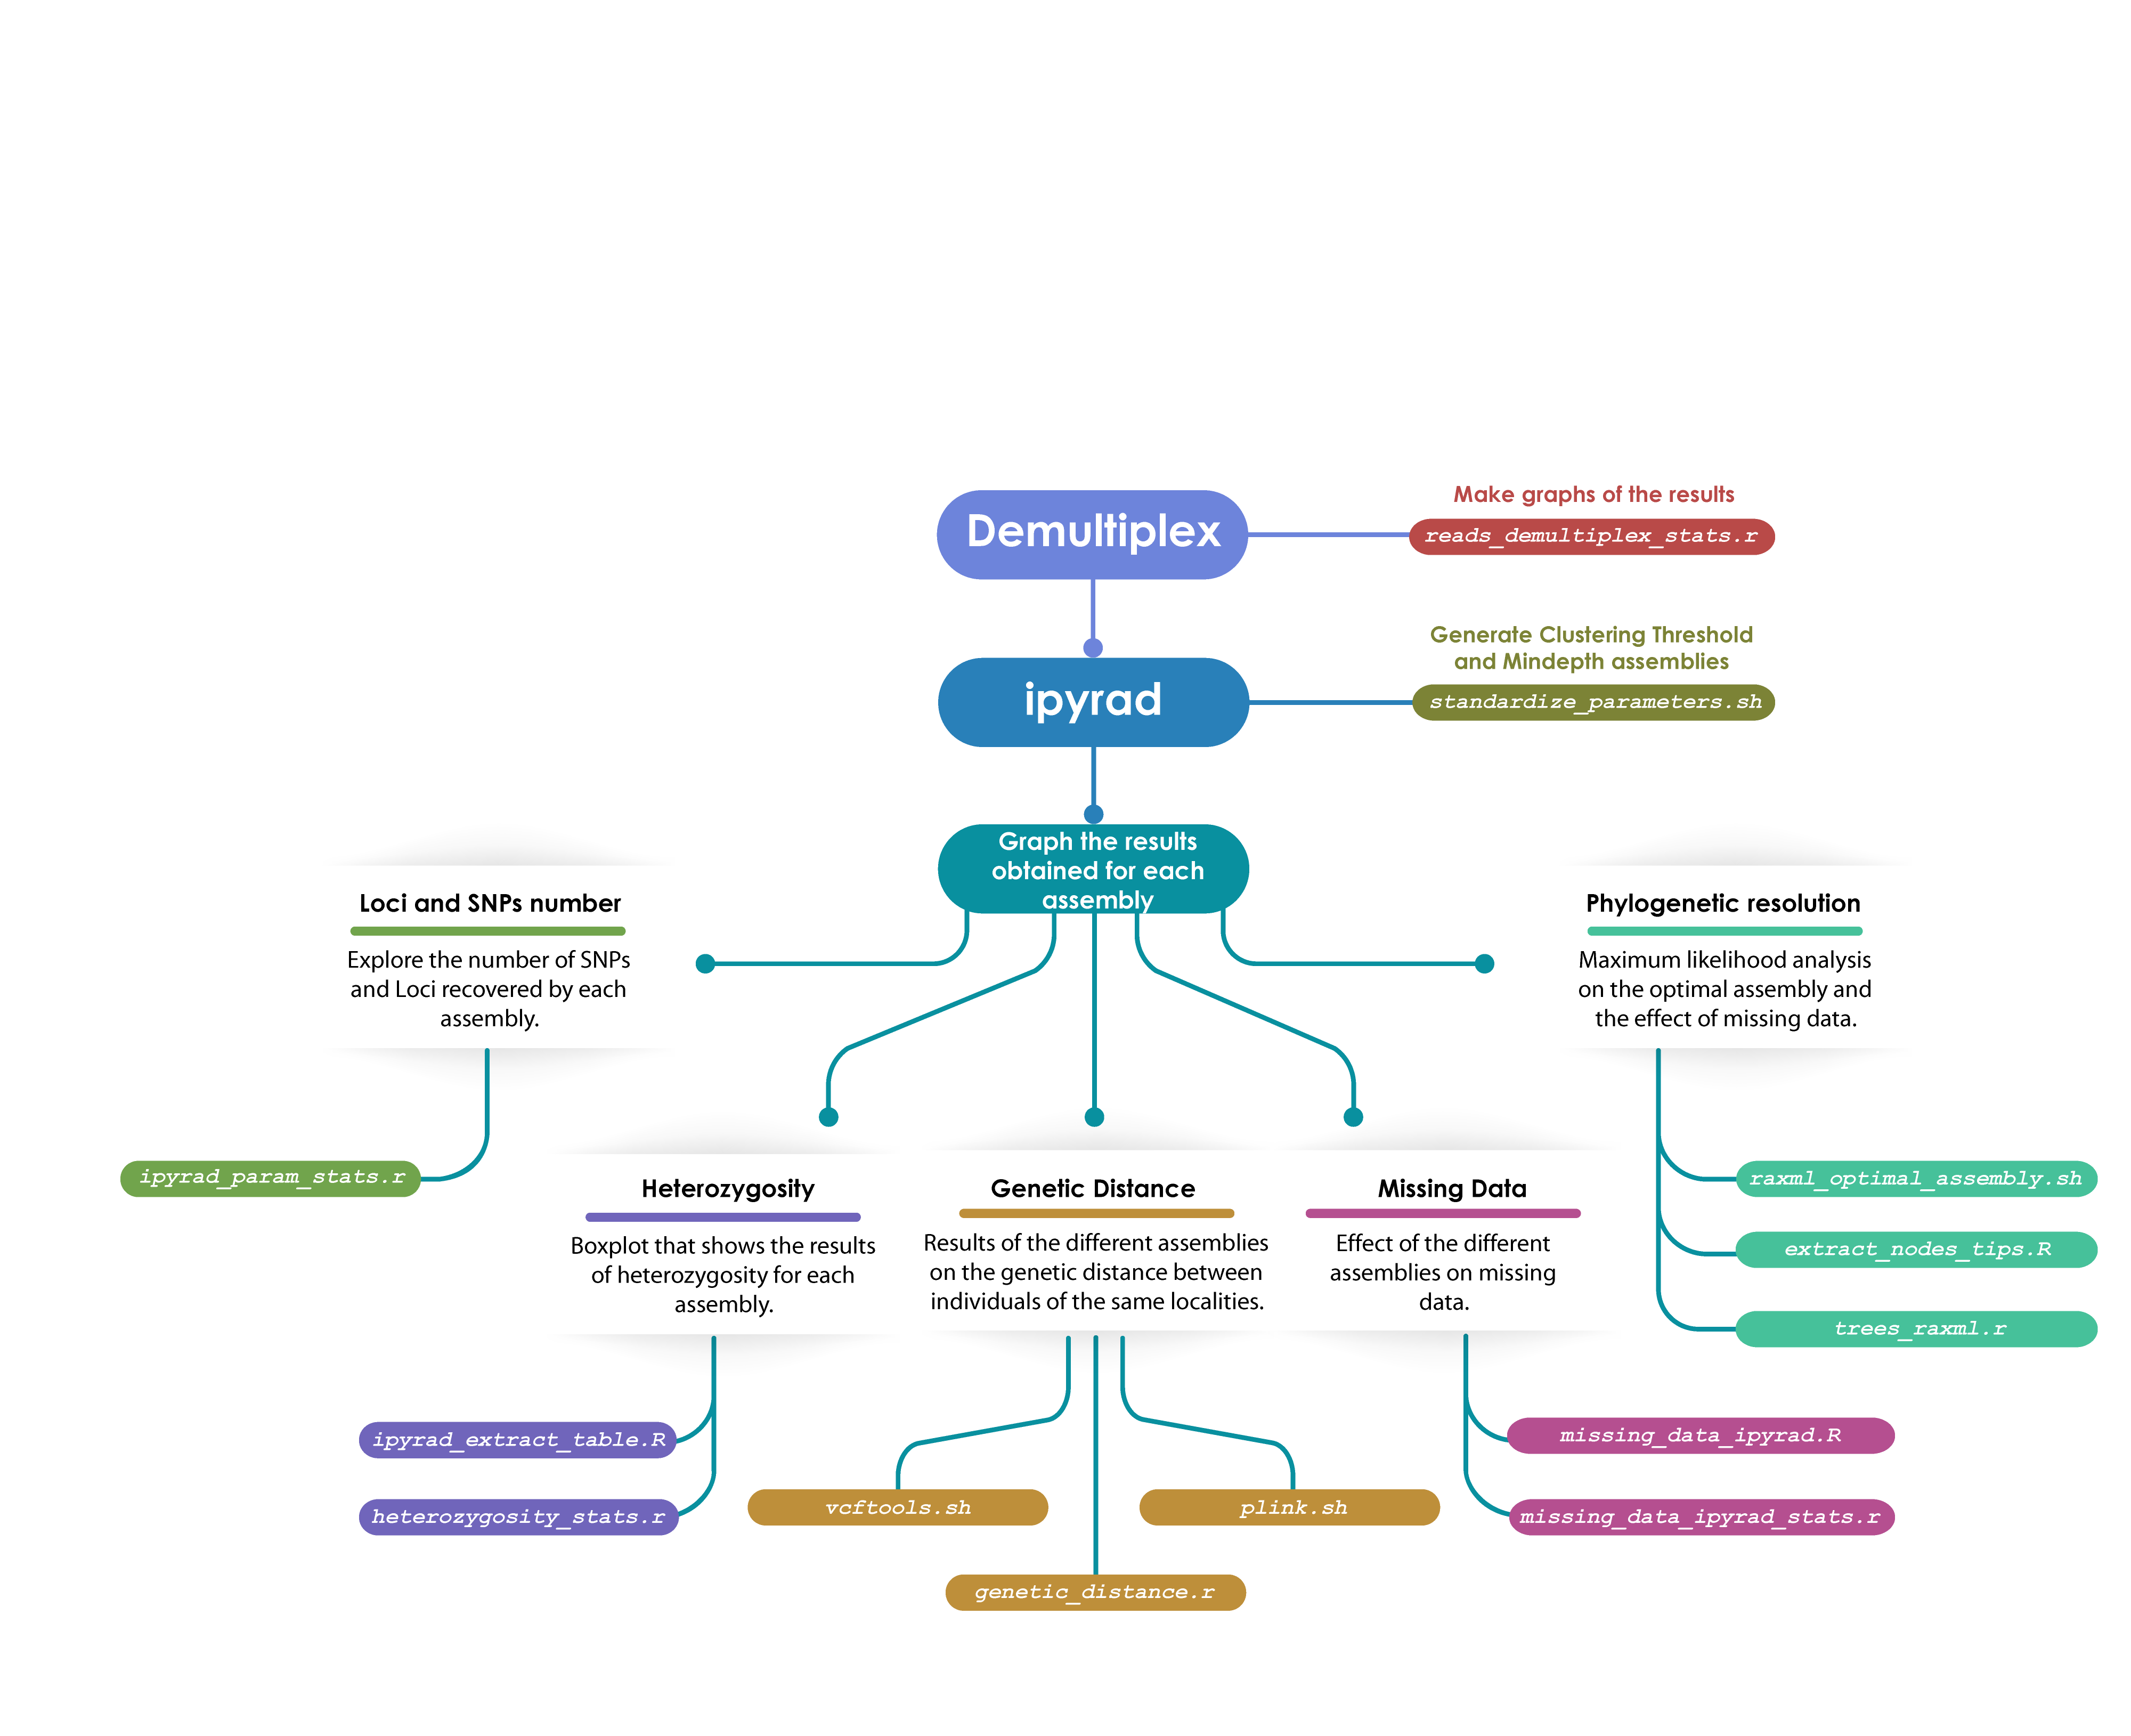 Demultiplex
Make graphs of the results
reads_demultiplex_stats.r
ipyrad
Generate Clustering Threshold
and Mindepth assemblies
standardize_parameters.sh
Graph the results
obtained for each
assembly
Loci and SNPs number
Explore the number of SNPs
and Loci recovered by each
assembly.
ipyrad_param_stats.r
Heterozygosity
Boxplot that shows the results
of heterozygosity for each
assembly.
ipyrad_extract_table.R
heterozygosity_stats.r
Genetic Distance
Results of the different assemblies
on the genetic distance between
individuals of the same localities.
vcftools.sh
plink.sh
genetic_distance.r
Missing Data
Effect of the different
assemblies on missing
data.
missing_data_ipyrad.R
missing_data_ipyrad_stats.r
Phylogenetic resolution
Maximum likelihood analysis
on the optimal assembly and
the effect of missing data.
raxml_optimal_assembly.sh
extract_nodes_tips.R
trees_raxml.r